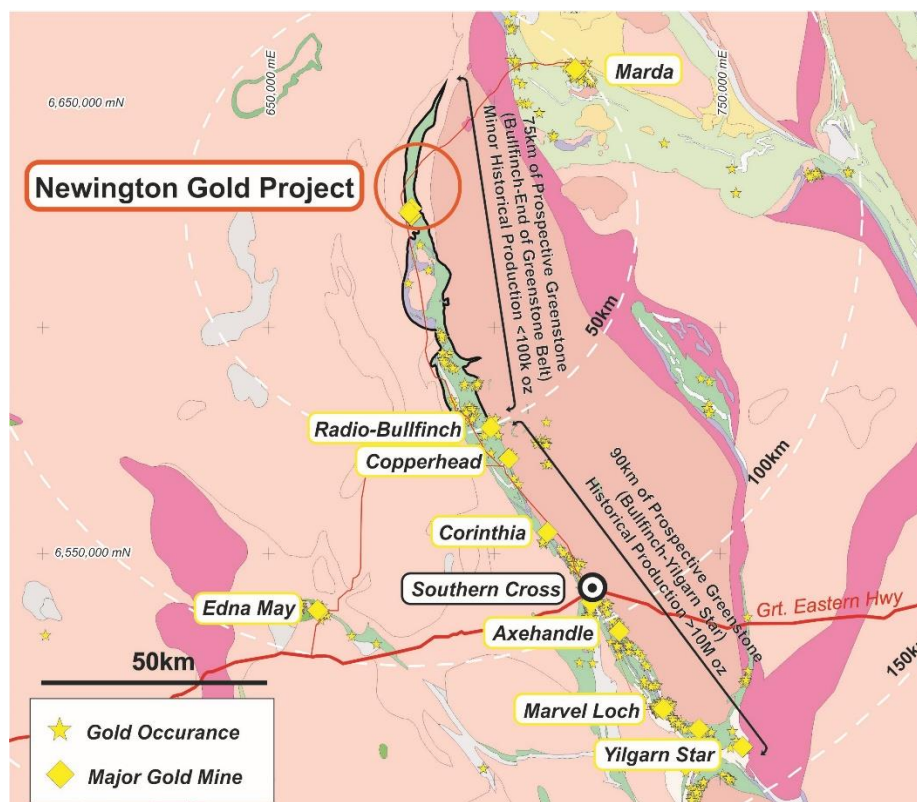 6,650,000 mN
650,000 mE
750,000 mE
Marda
Newington Gold Project
75km of Prospective Greenstone
(Bullfinch-End of Greenstone Belt)
Minor Historical Production <100k oz
50km
Radio-Bullfinch
Copperhead
100km
90km of Prospective Greenstone
(Bullfinch-Yilgarn Star)
Historical Production >10M oz
Corinthia
6,550,000 mN
Southern Cross
Edna May
Grt. Eastern Hwy
Axehandle
150k
50km
Marvel Loch
Yilgarn Star
Gold Occurance
Major Gold Mine